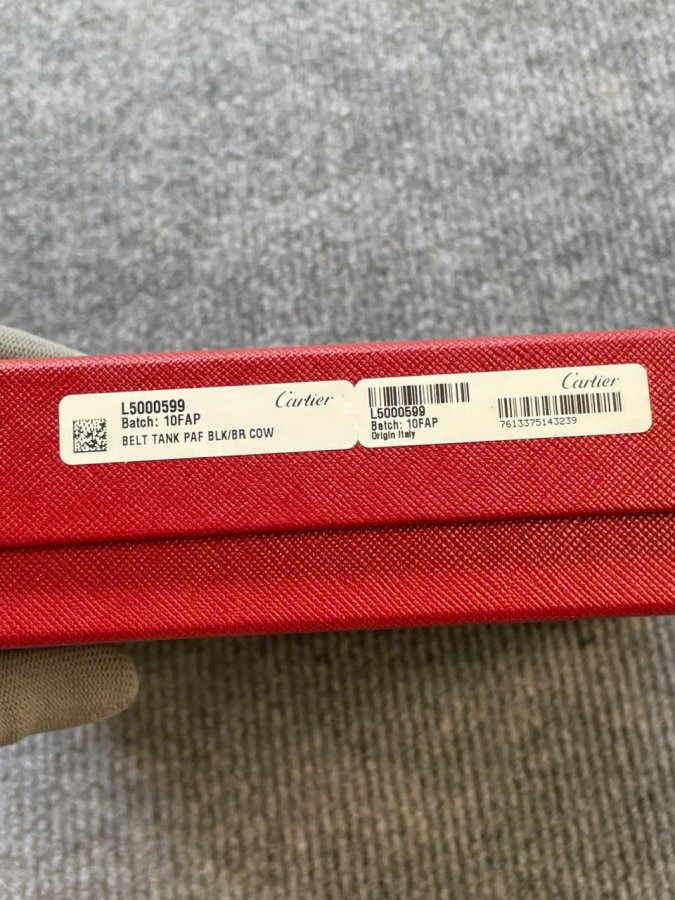 L5000599
Cartier
Batch: 10FAP
BELT TANK PAF BLK/BR COW
Cartier
L5000599
Batch: 10FAP
Origin Italy
7613375143239